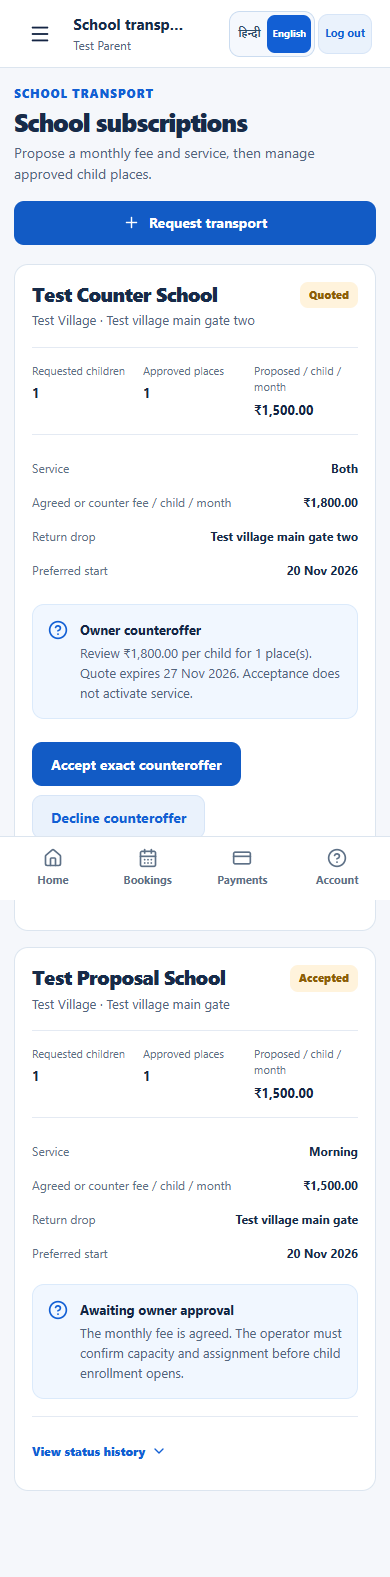 School transp...
Test Parent
हिन्दी
English
Log out
SCHOOL TRANSPORT
School subscriptions
Propose a monthly fee and service, then manage
approved child places.
+ Request transport
Test Counter School
Quoted
Test Village · Test village main gate two
Requested children
1
Approved places
1
Proposed / child /
month
₹1,500.00
Service
Both
Agreed or counter fee / child / month
₹1,800.00
Return drop
Test village main gate two
Preferred start
20 Nov 2026
Owner counteroffer
Review ₹1,800.00 per child for 1 place(s).
Quote expires 27 Nov 2026. Acceptance does
not activate service.
Accept exact counteroffer
Decline counteroffer
Home
Bookings
Payments
Account
Test Proposal School
Accepted
Test Village · Test village main gate
Requested children
1
Approved places
1
Proposed / child /
month
₹1,500.00
Service
Morning
Agreed or counter fee / child / month
₹1,500.00
Return drop
Test village main gate
Preferred start
20 Nov 2026
Awaiting owner approval
The monthly fee is agreed. The operator must
confirm capacity and assignment before child
enrollment opens.
View status history